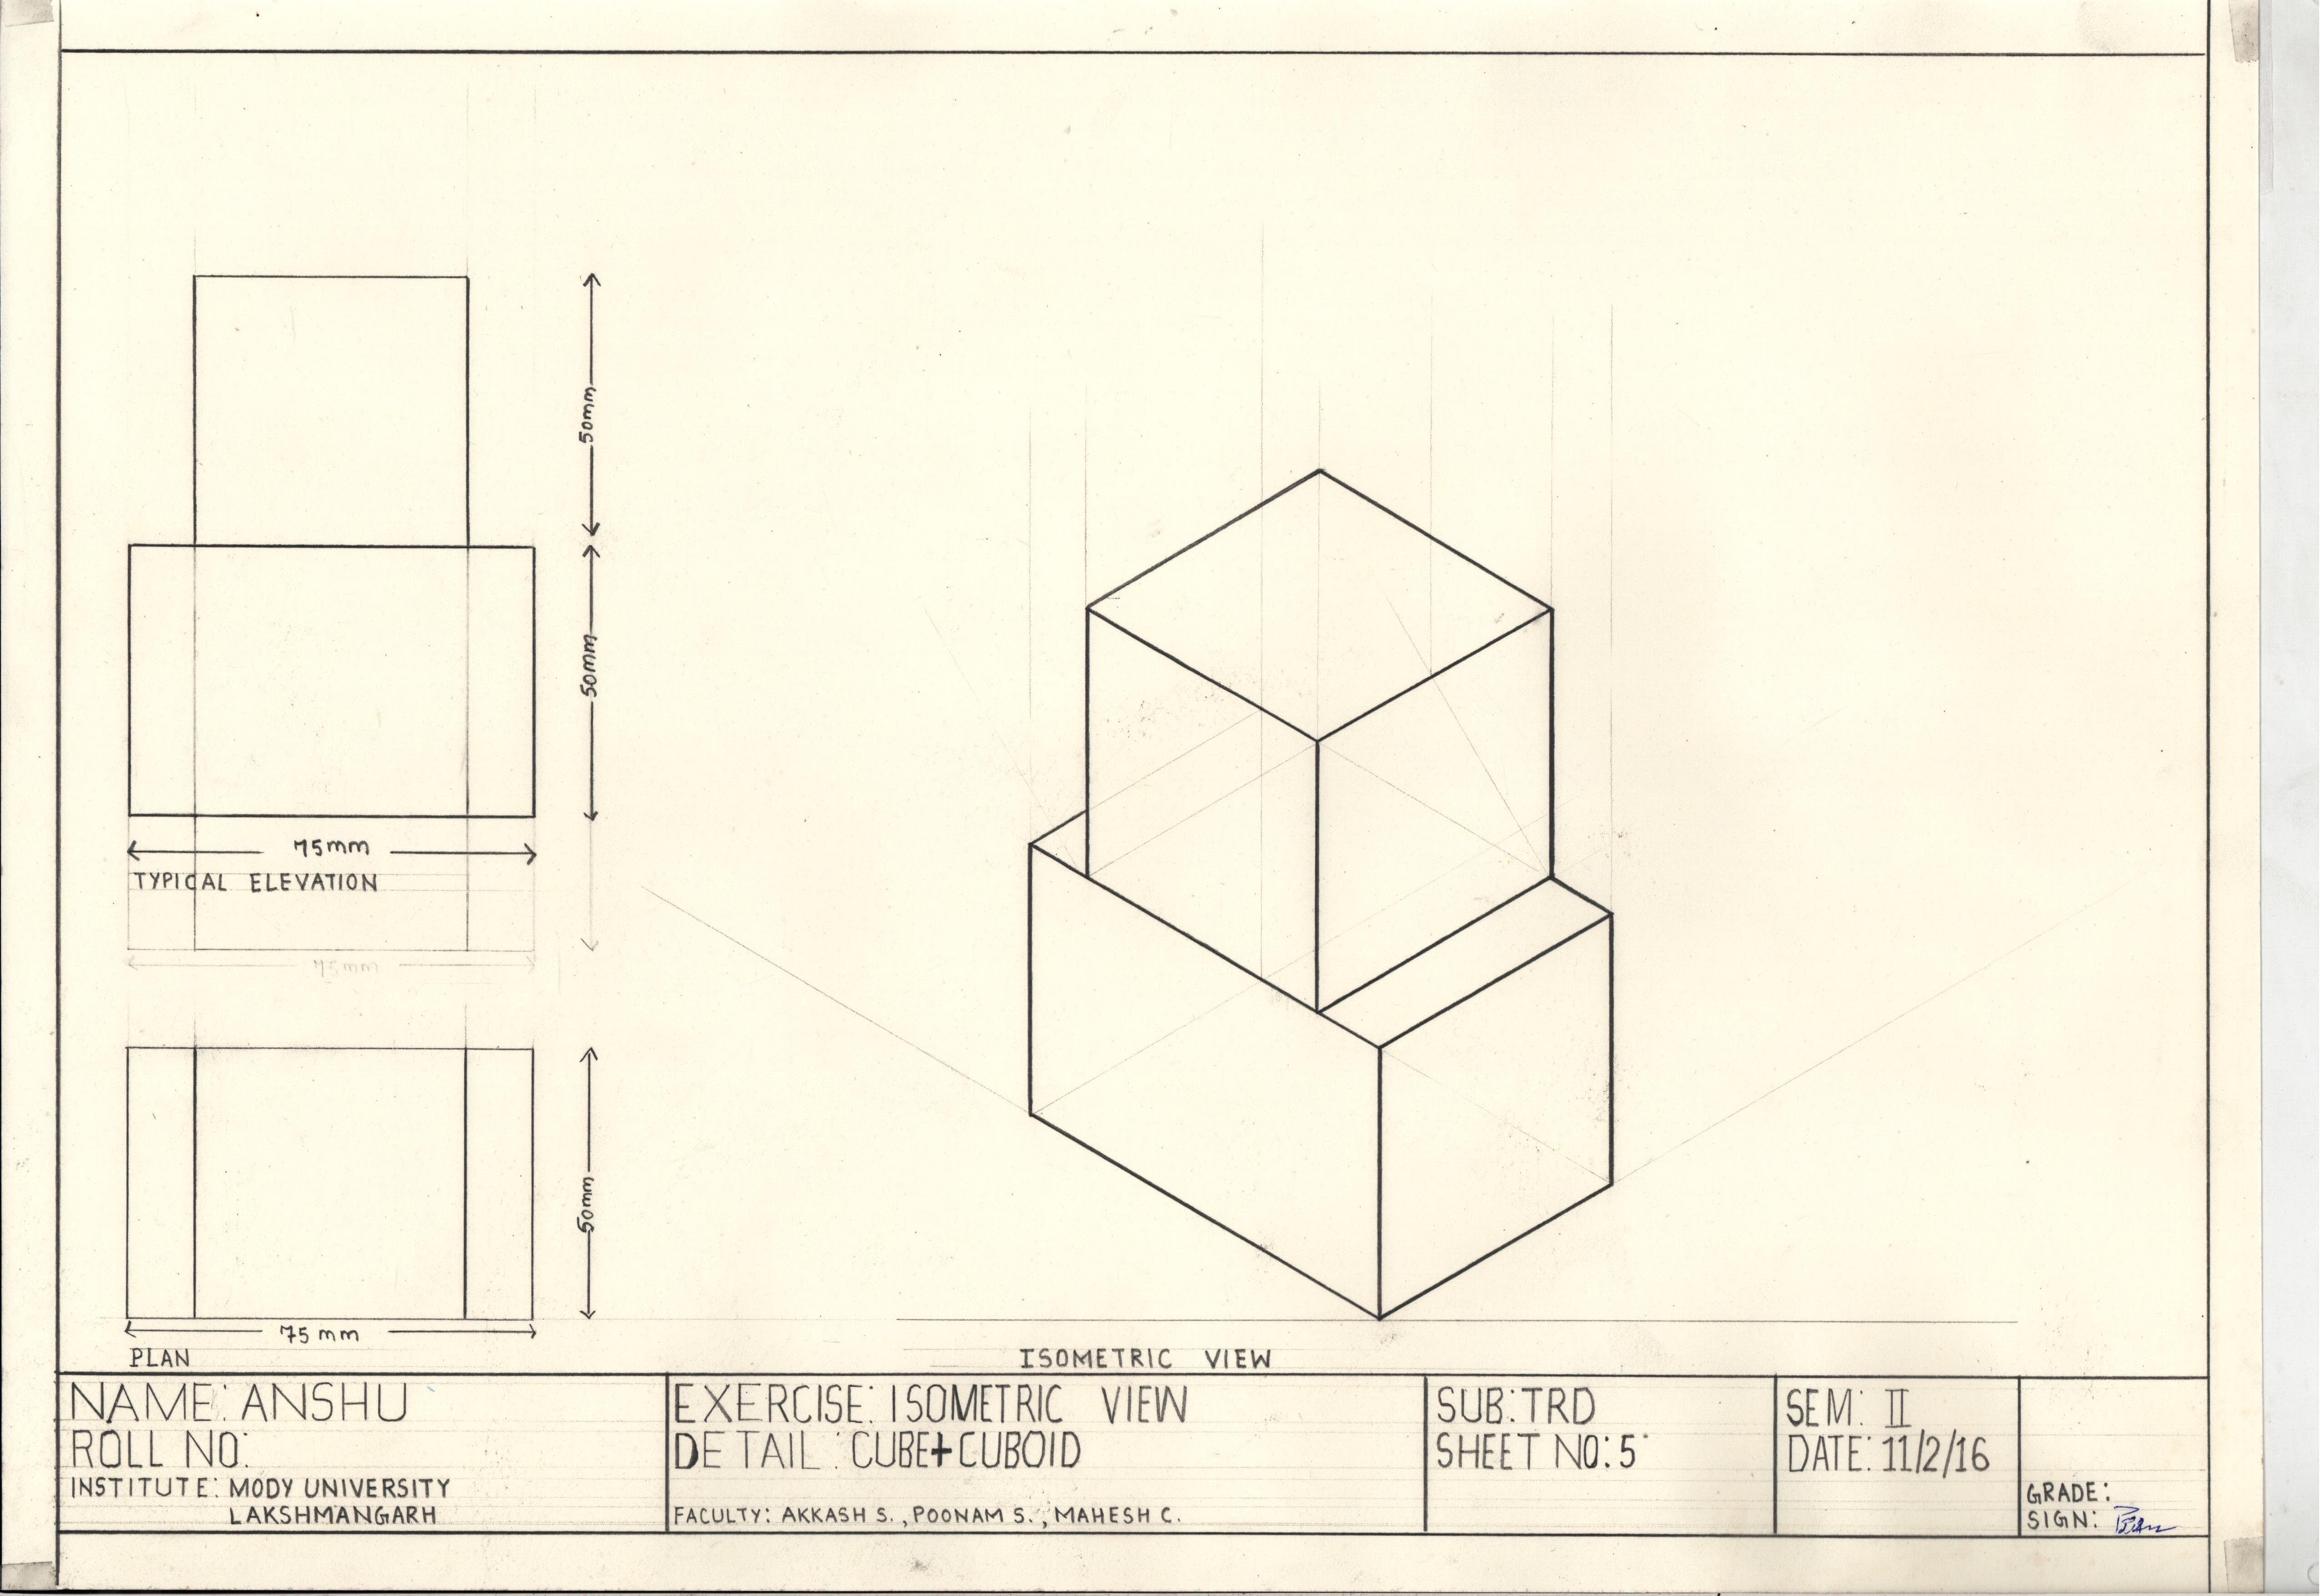 50mm
50mm
75mm
TYPICAL ELEVATION
75mm
50mm
75 mm
PLAN
ISOMETRIC VIEW
NAME: ANSHU
ROLL NO:
INSTITUTE: MODY UNIVERSITY
LAKSHMANGARH
EXERCISE: ISOMETRIC VIEW
DETAIL : CUBE+CUBOID
FACULTY: AKKASH S., POONAM S., MAHESH C.
SUB: TRD
SHEET NO: 5
SEM: II
DATE: 11/2/16
GRADE:
SIGN: